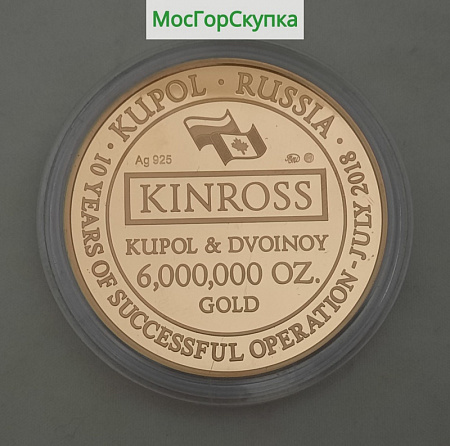 МосГорСкупка
· KUPOL · RUSSIA ·
Ag 925
KINROSS
KUPOL & DVOINOY
6,000,000 OZ.
GOLD
10 YEARS OF SUCCESSFUL OPERATION - JULY 2018